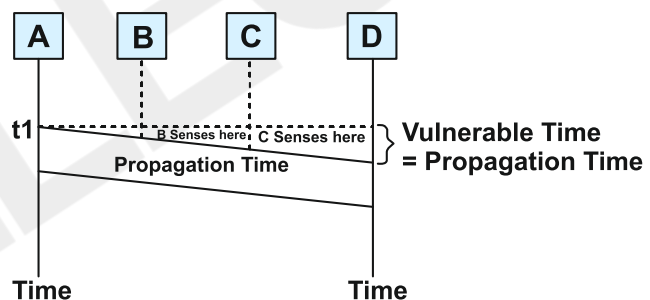 A B C D
t1
B Senses here C Senses here
Propagation Time
Vulnerable Time
= Propagation Time
Time Time